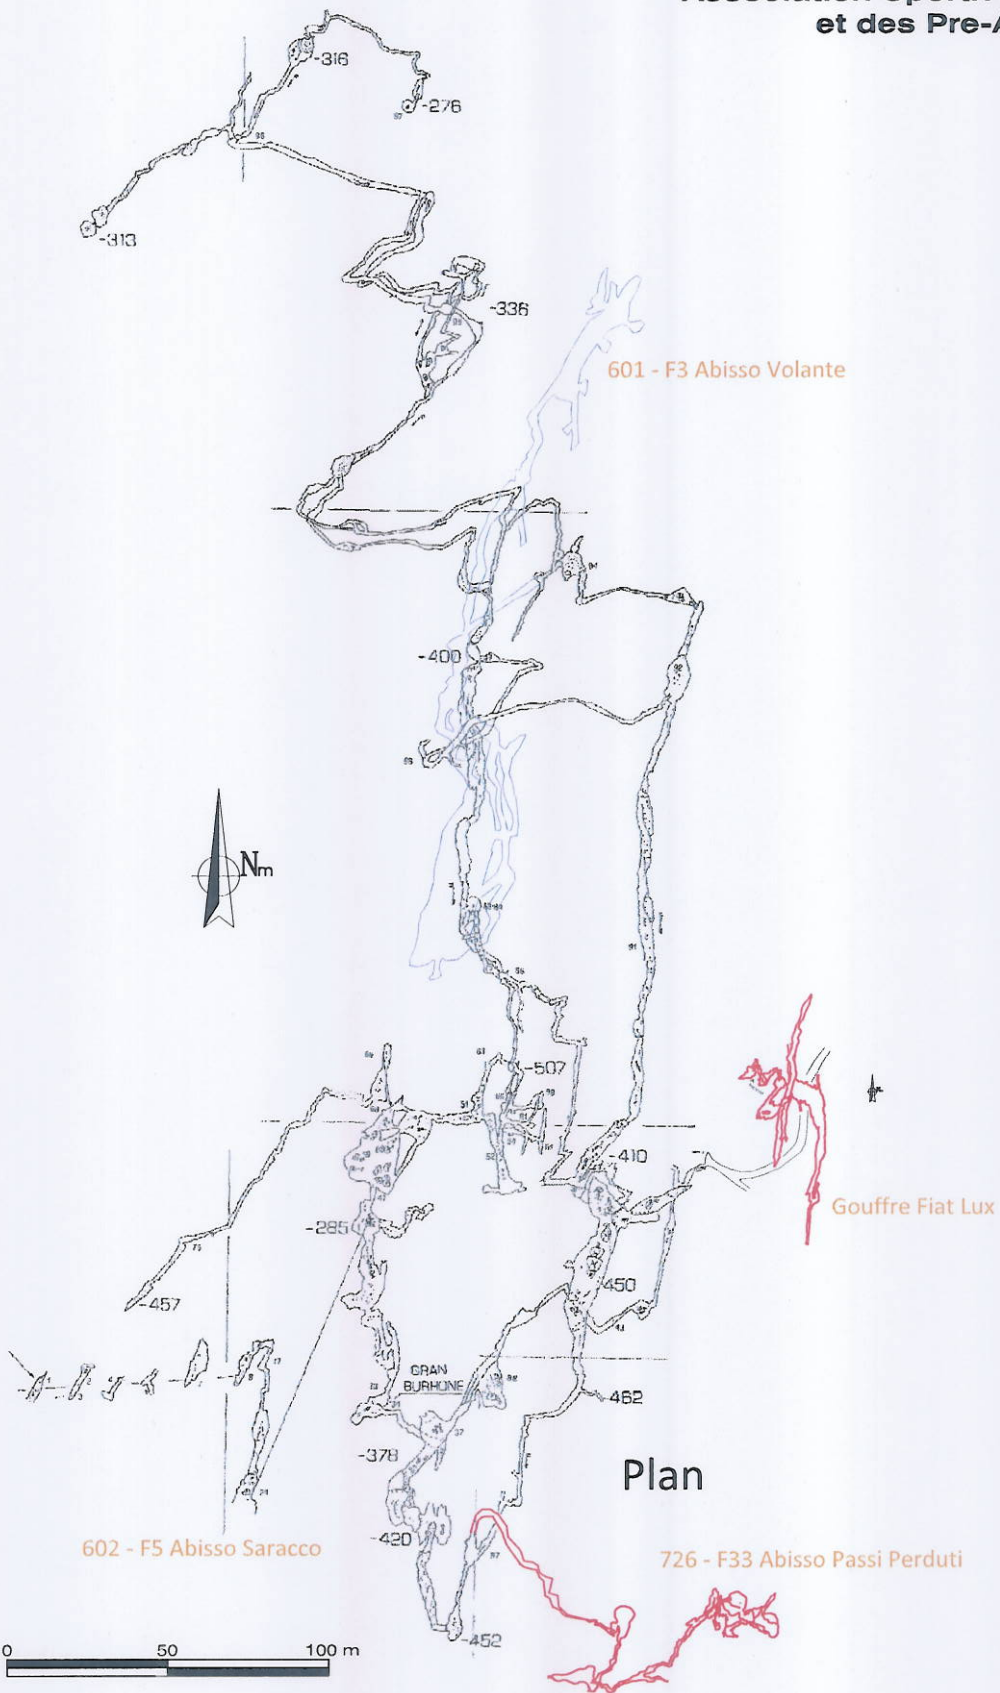 et des Pre-A
-316
-276
-313
-336
601 - F3 Abisso Volante
-400
Nm
-507
-410
Gouffre Fiat Lux
-285
450
-457
GRAN
BURHONE
-462
-378
Plan
-420
602 - F5 Abisso Saracco
726 - F33 Abisso Passi Perduti
-452
0 50 100 m